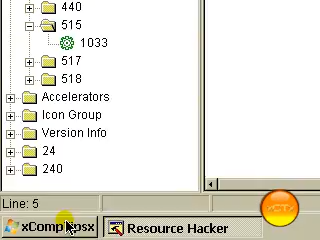 440
515
1033
517
518
Accelerators
Icon Group
Version Info
24
240
Line: 5
Resource Hacker